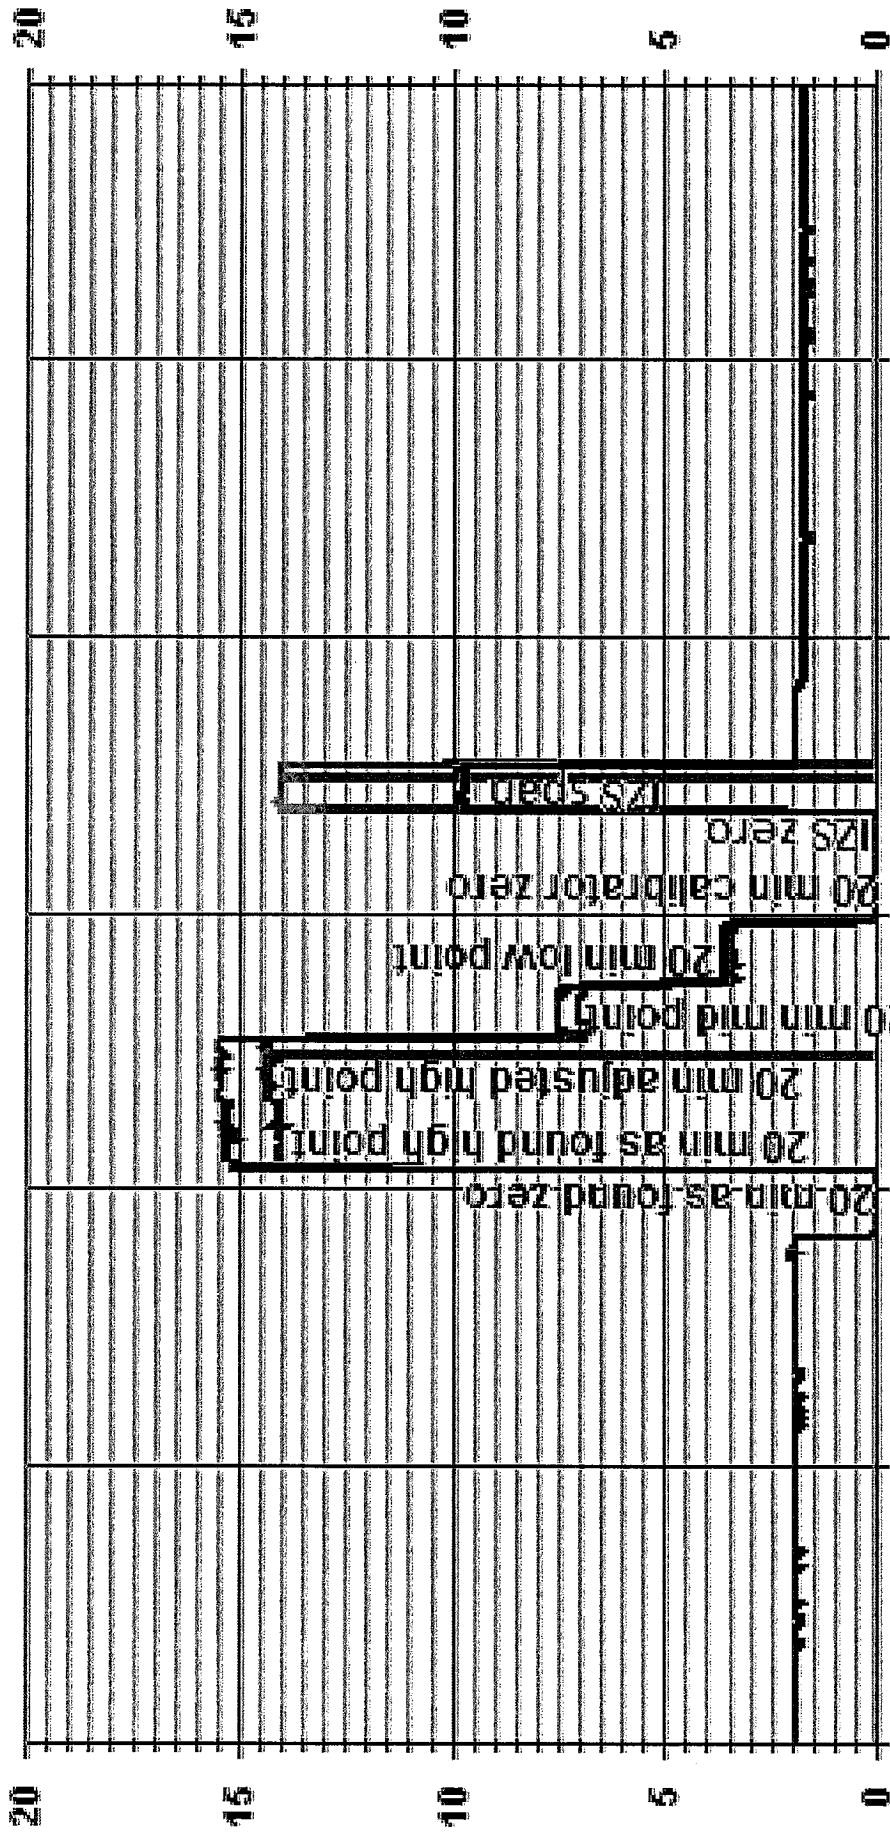 20
15
10
5
0
20 min as found zero
20 min as found high point
20 min adjusted high point
20 min mid point
20 min low point
20 min calibrator zero
IZS zero
IZS span
20
15
10
5
0